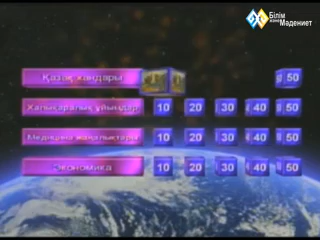 Білім
және
Мәдениет
Қазақ хандары 50
Халықаралық ұйымдар 10 20 30 40 50
Медицина жаңалықтары 10 20 30 40 50
Экономика 10 20 30 40 50